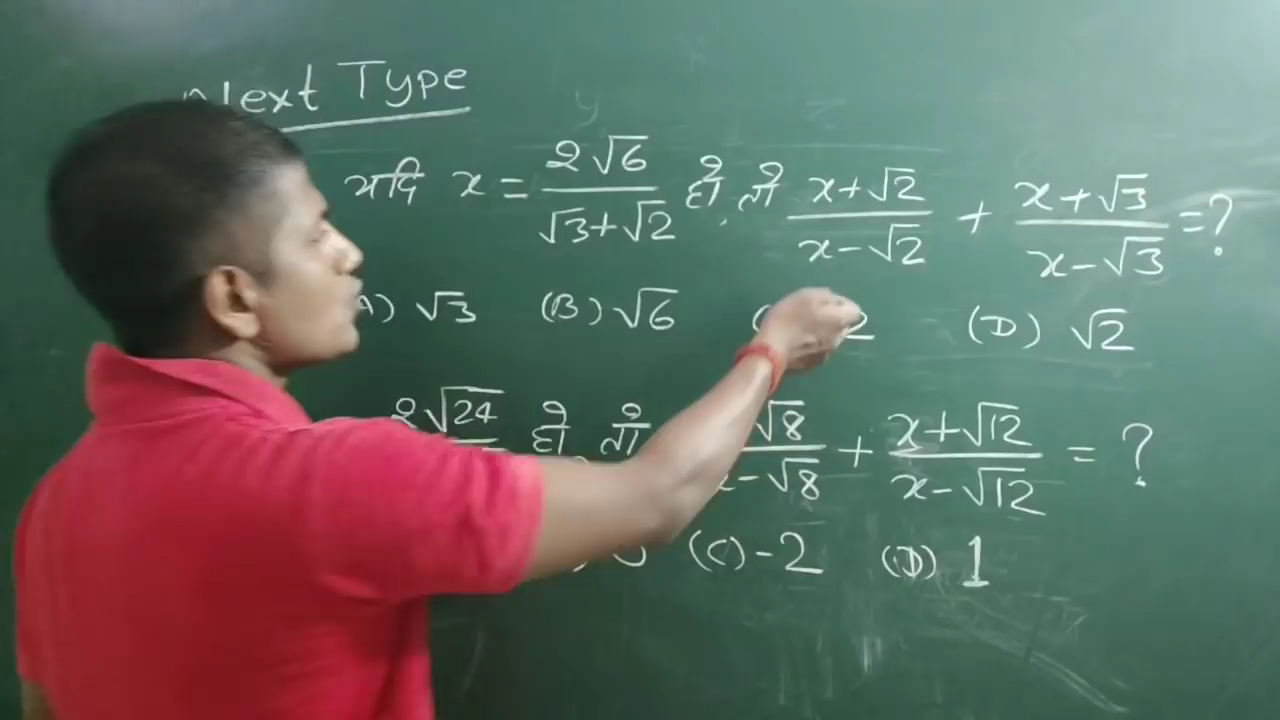 Next Type
यदि x = 2√6 / (√3+√2) हो तो (x+√2)/(x-√2) + (x+√3)/(x-√3) = ?
A) √3 (B) √6 2 (D) √2
√24 हो तो √8/(x-√8) + (x+√12)/(x-√12) = ?
(C) -2 (D) 1